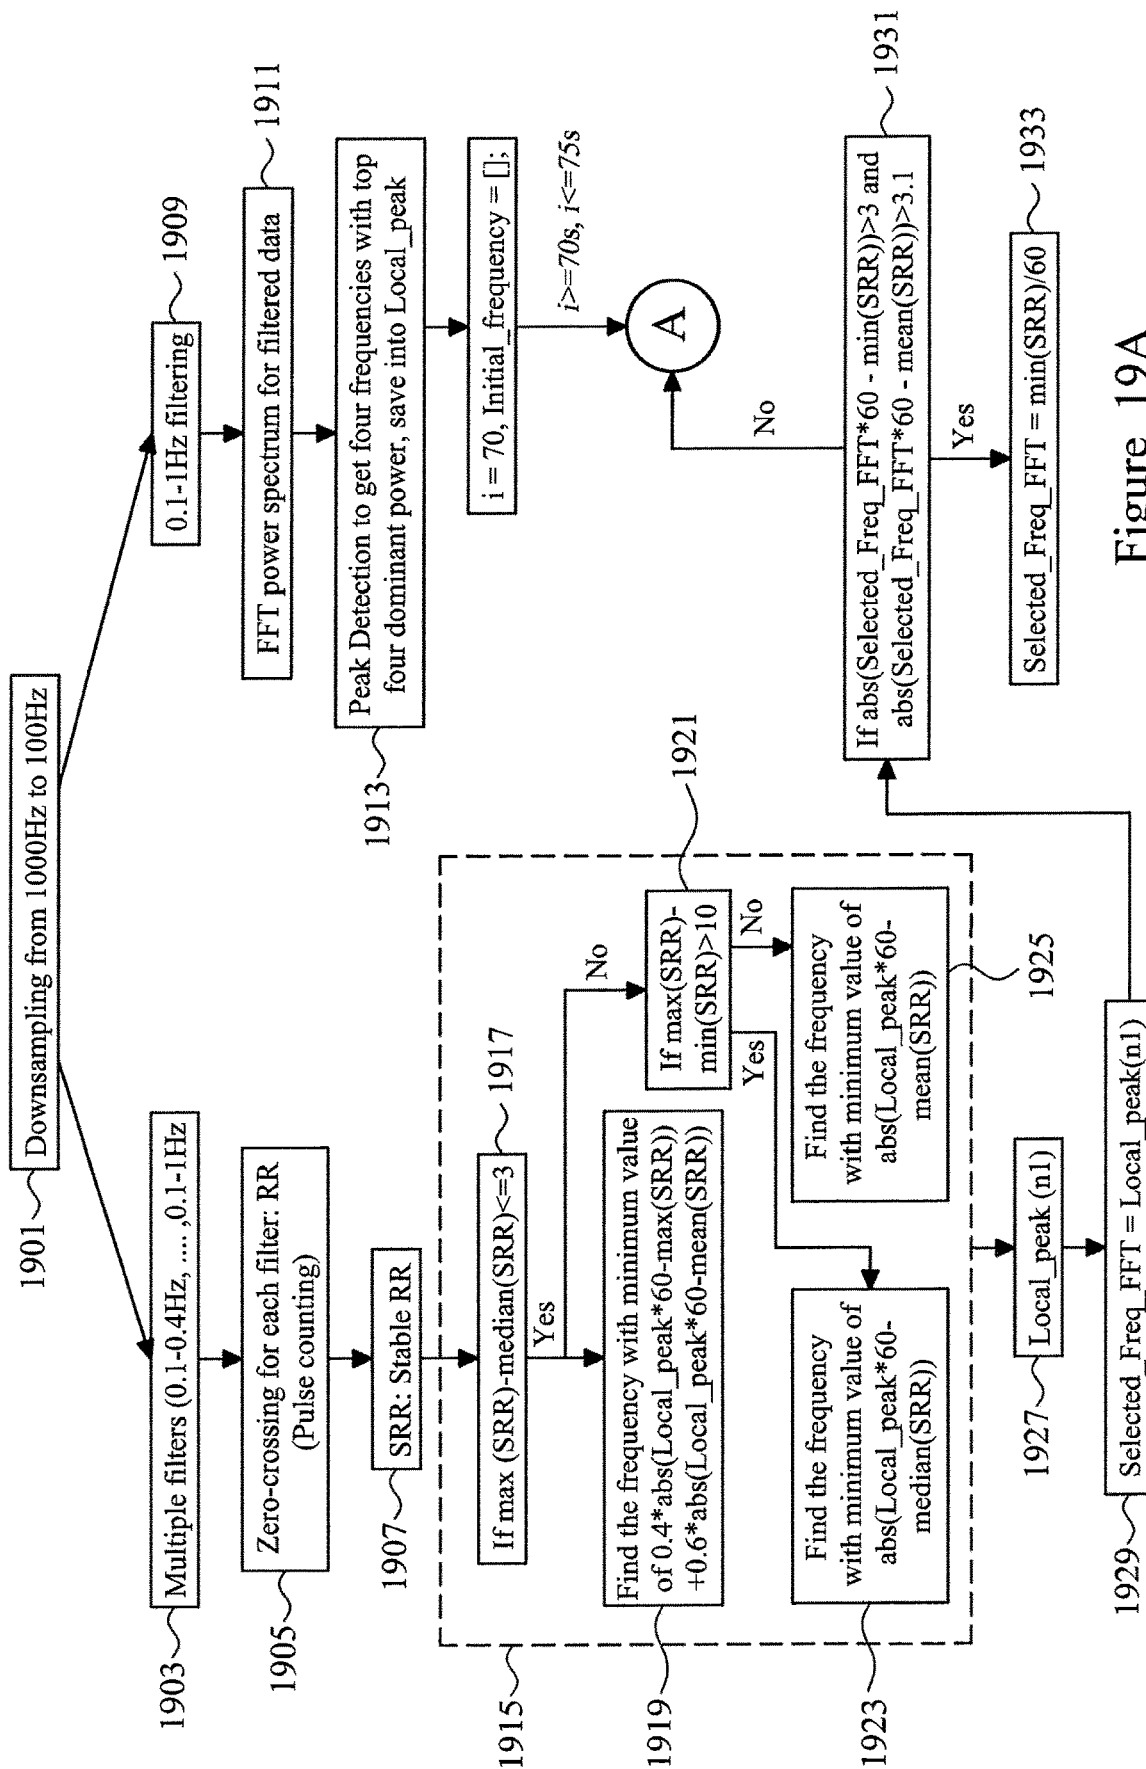 1901
Downsampling from 1000Hz to 100Hz
1903
Multiple filters (0.1-0.4Hz, .... ,0.1-1Hz
1905
Zero-crossing for each filter: RR
(Pulse counting)
1907
SRR: Stable RR
1909
0.1-1Hz filtering
1911
FFT power spectrum for filtered data
1913
Peak Detection to get four frequencies with top
four dominant power, save into Local_peak
i = 70, Initial_frequency = [];
i>=70s, i<=75s
A
1915
1917
If max (SRR)-median(SRR)<=3
Yes
No
1919
Find the frequency with minimum value
of 0.4*abs(Local_peak*60-max(SRR))
+0.6*abs(Local_peak*60-mean(SRR))
1921
If max(SRR)-
min(SRR)>10
Yes
No
1923
Find the frequency
with minimum value of
abs(Local_peak*60-
median(SRR))
1925
Find the frequency
with minimum value of
abs(Local_peak*60-
mean(SRR))
1927
Local_peak (n1)
1929
Selected_Freq_FFT = Local_peak(n1)
1931
If abs(Selected_Freq_FFT*60 - min(SRR))>3 and
abs(Selected_Freq_FFT*60 - mean(SRR))>3.1
No
Yes
1933
Selected_Freq_FFT = min(SRR)/60
Figure 19A